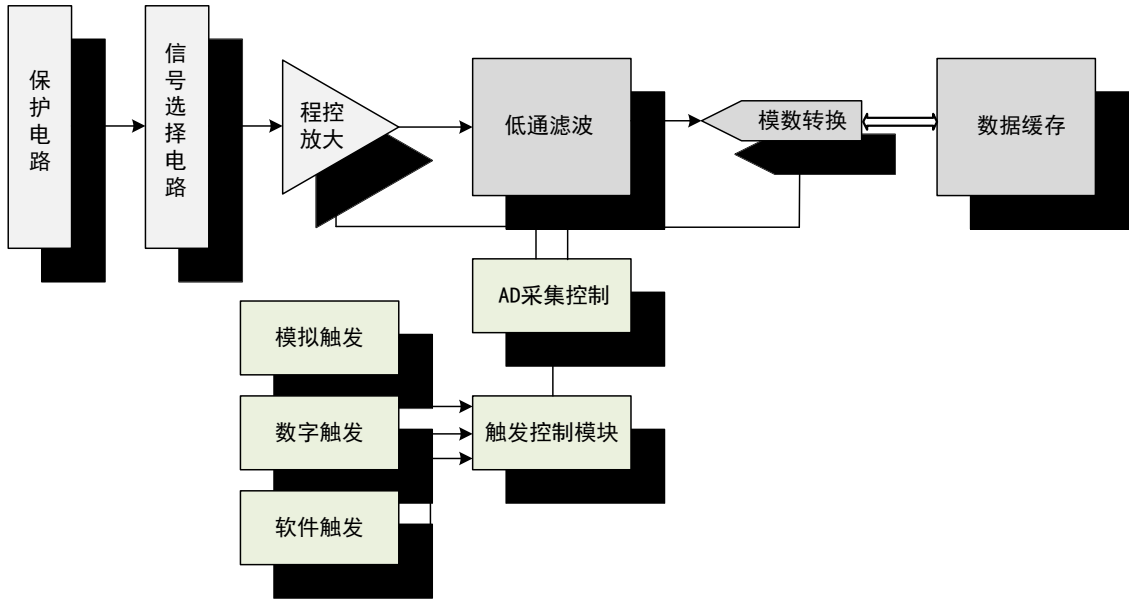 保护电路
信号选择电路
程控
放大
低通滤波
模数转换
数据缓存
AD采集控制
模拟触发
数字触发
触发控制模块
软件触发